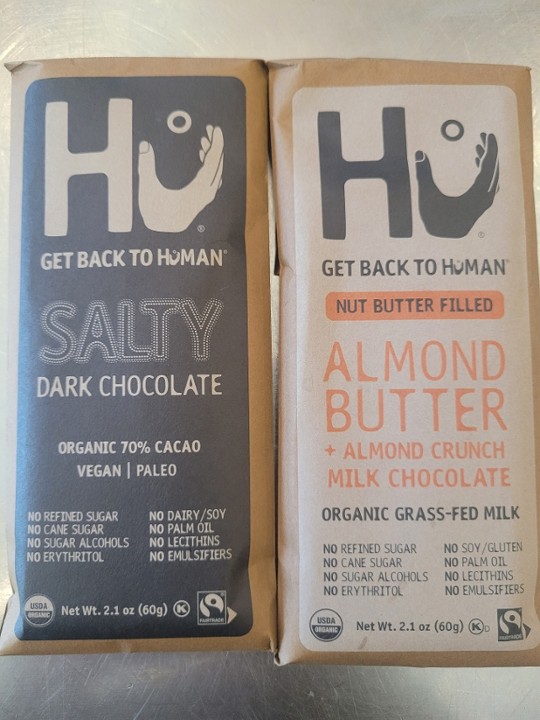 HU
®
GET BACK TO HUMAN
SALTY
DARK CHOCOLATE
ORGANIC 70% CACAO
VEGAN | PALEO
NO REFINED SUGAR
NO CANE SUGAR
NO SUGAR ALCOHOLS
NO ERYTHRITOL
NO DAIRY/SOY
NO PALM OIL
NO LECITHINS
NO EMULSIFIERS
USDA
ORGANIC
Net Wt. 2.1 oz (60g)
K
FAIRTRADE
HU
®
GET BACK TO HUMAN
NUT BUTTER FILLED
ALMOND
BUTTER
+ ALMOND CRUNCH
MILK CHOCOLATE
ORGANIC GRASS-FED MILK
NO REFINED SUGAR
NO CANE SUGAR
NO SUGAR ALCOHOLS
NO ERYTHRITOL
NO SOY/GLUTEN
NO PALM OIL
NO LECITHINS
NO EMULSIFIERS
USDA
ORGANIC
Net Wt. 2.1 oz (60g)
K D
FAIRTRADE